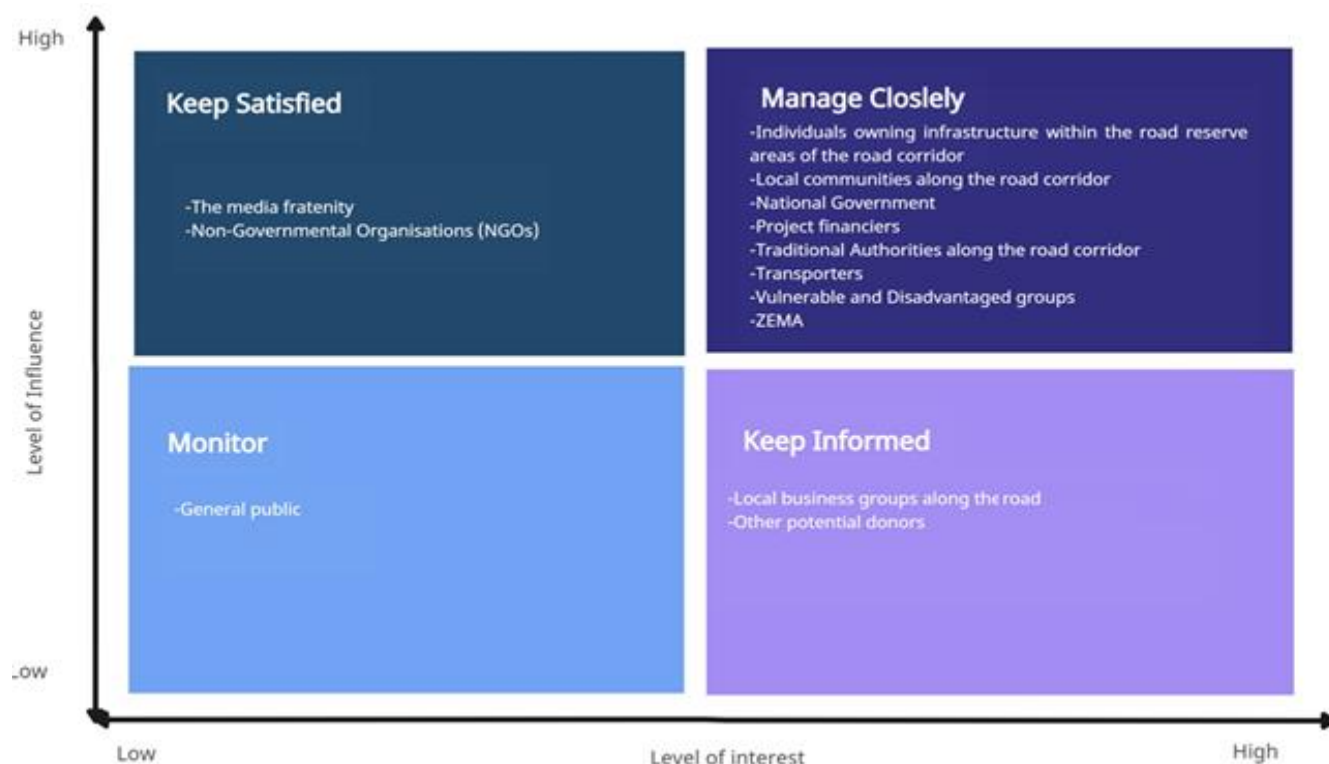 High
Keep Satisfied
-The media fratenity
-Non-Governmental Organisations (NGOs)
Manage Closlely
-Individuals owning infrastructure within the road reserve
areas of the road corridor
-Local communities along the road corridor
-National Government
-Project financiers
-Traditional Authorities along the road corridor
-Transporters
-Vulnerable and Disadvantaged groups
-ZEMA
Level of Influence
Monitor
-General public
Keep Informed
-Local business groups along the road
-Other potential donors
Low
Low
Level of interest
High